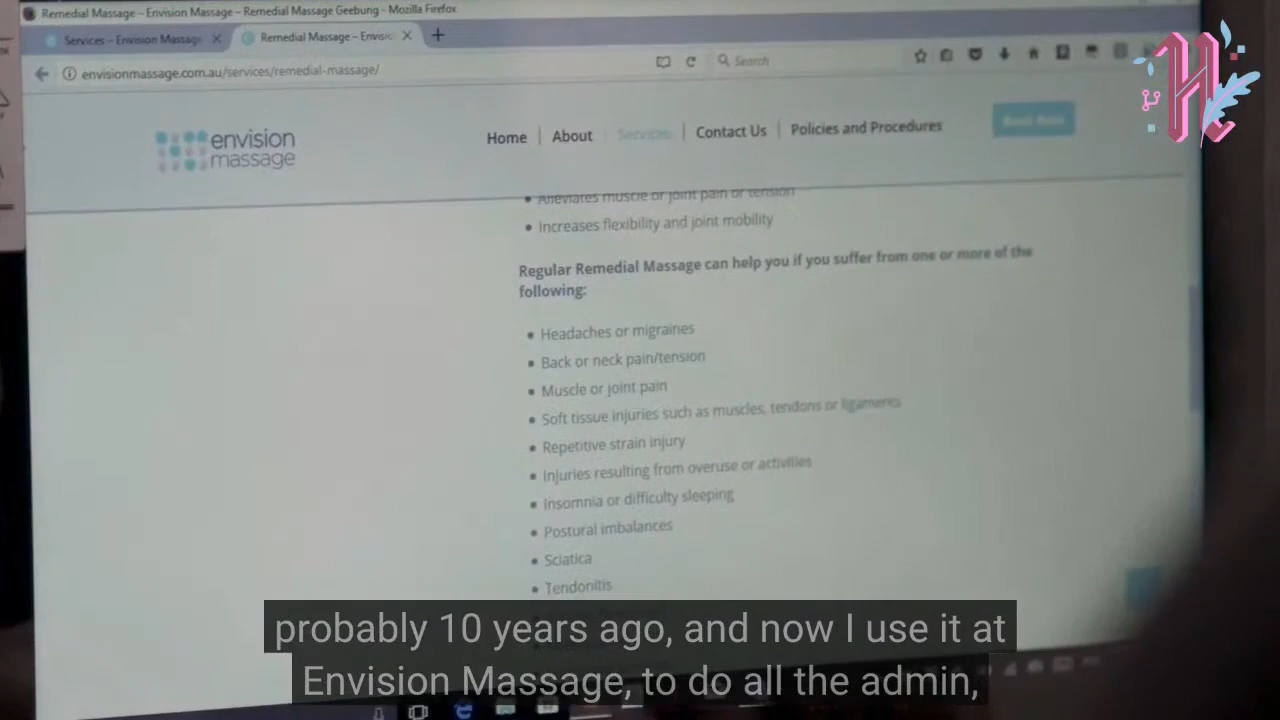 Remedial Massage – Envision Massage – Remedial Massage Geebung - Mozilla Firefox
Services – Envision Massage
Remedial Massage – Envisio
envisionmassage.com.au/services/remedial-massage/
Search
envision
massage
Home
About
Services
Contact Us
Policies and Procedures
Book Now
Alleviates muscle or joint pain or tension
Increases flexibility and joint mobility
Regular Remedial Massage can help you if you suffer from one or more of the
following:
Headaches or migraines
Back or neck pain/tension
Muscle or joint pain
Soft tissue injuries such as muscles, tendons or ligaments
Repetitive strain injury
Injuries resulting from overuse or activities
Insomnia or difficulty sleeping
Postural imbalances
Sciatica
Tendonitis
probably 10 years ago, and now I use it at
Envision Massage, to do all the admin,